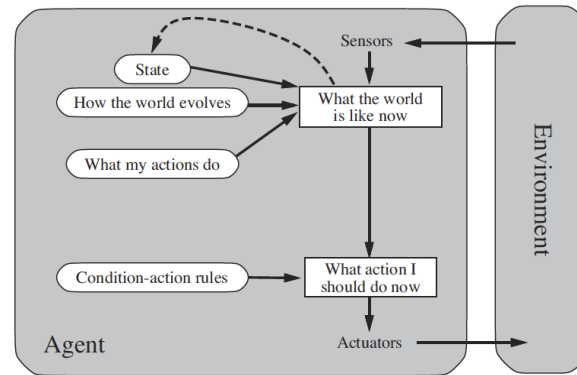 Sensors
State
How the world evolves
What the world
is like now
What my actions do
Environment
Condition-action rules
What action I
should do now
Agent
Actuators